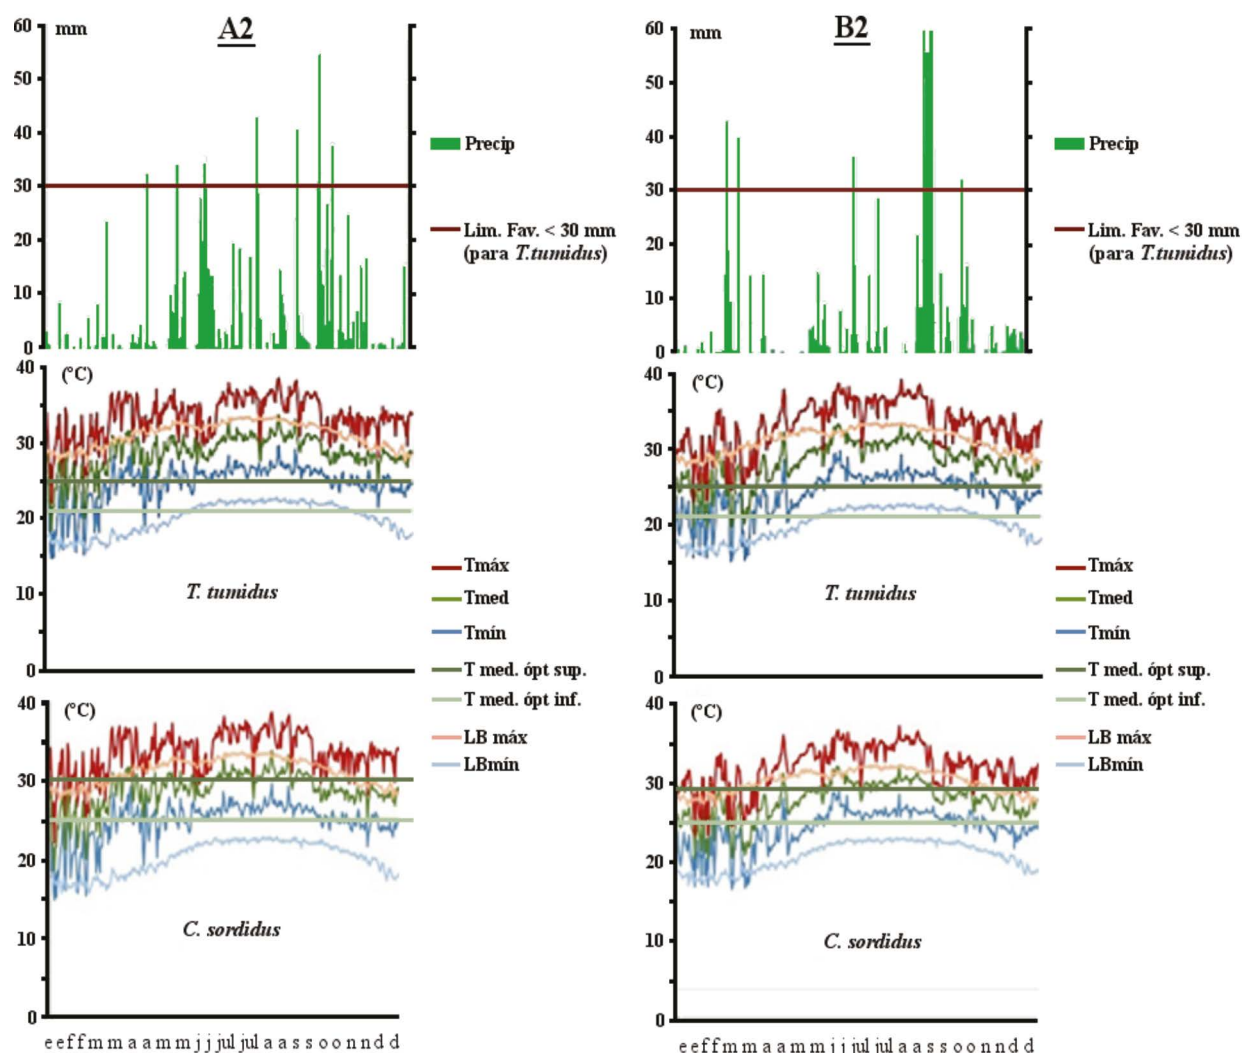 A2
mm
60
50
40
30
20
10
0
Precip
Lim. Fav. < 30 mm
(para T.tumidus)
B2
mm
60
50
40
30
20
10
0
Precip
Lim. Fav. < 30 mm
(para T.tumidus)
(°C)
40
30
20
10
0
T. tumidus
(°C)
40
30
20
10
0
T. tumidus
Tmáx
Tmed
Tmín
T med. ópt sup.
T med. ópt inf.
LB máx
LBmín
Tmáx
Tmed
Tmín
T med. ópt sup.
T med. ópt inf.
LB máx
LBmín
(°C)
40
30
20
10
0
C. sordidus
e e f f m m a a m m j j jul jul a a s s o o n n d d
(°C)
40
30
20
10
0
C. sordidus
e e f f m m a a m m j j jul jul a a s s o o n n d d